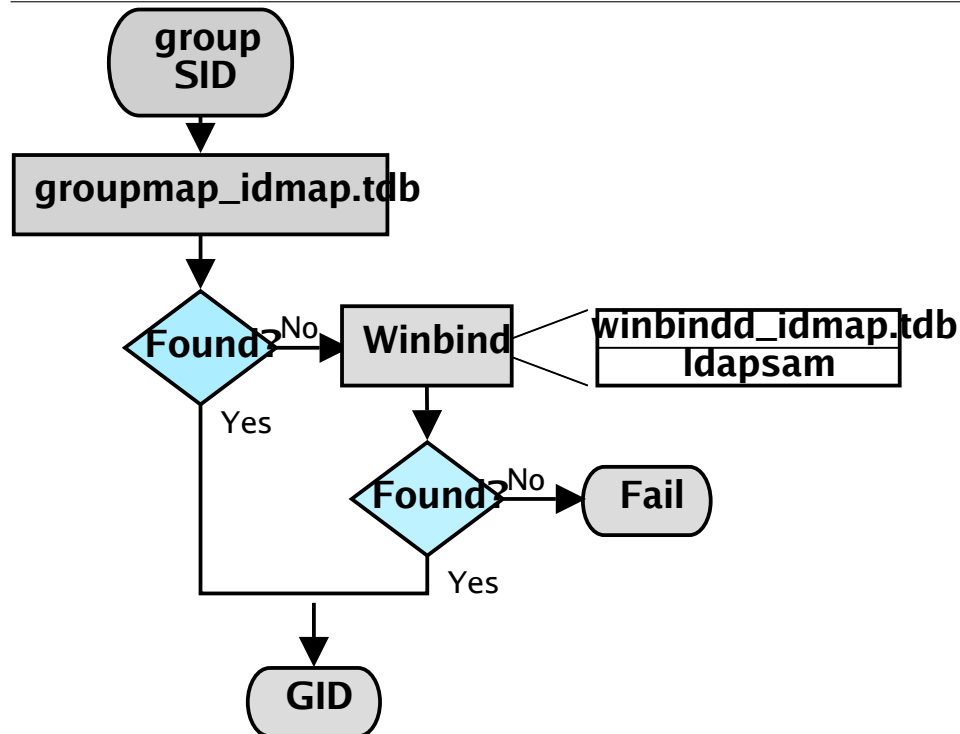 group
SID
groupmap_idmap.tdb
Found?
No
Winbind
winbindd_idmap.tdb
ldapsam
Yes
Found?
No
Fail
Yes
GID